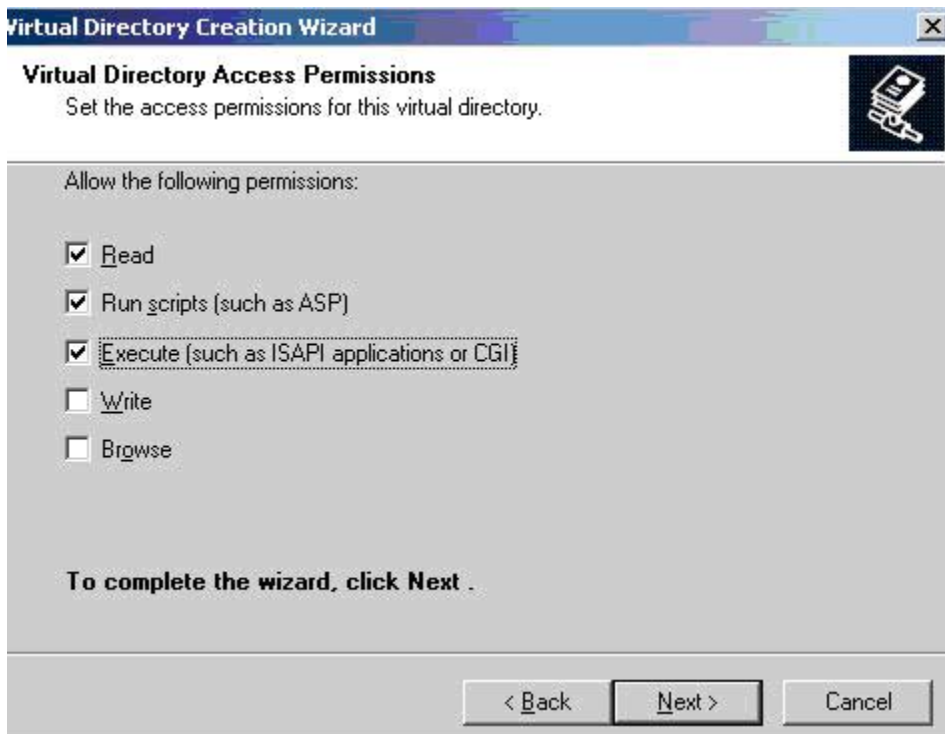 Virtual Directory Creation Wizard
Virtual Directory Access Permissions
Set the access permissions for this virtual directory.
Allow the following permissions:
Read
Run scripts (such as ASP)
Execute (such as ISAPI applications or CGI)
Write
Browse
To complete the wizard, click Next .
< Back Next > Cancel